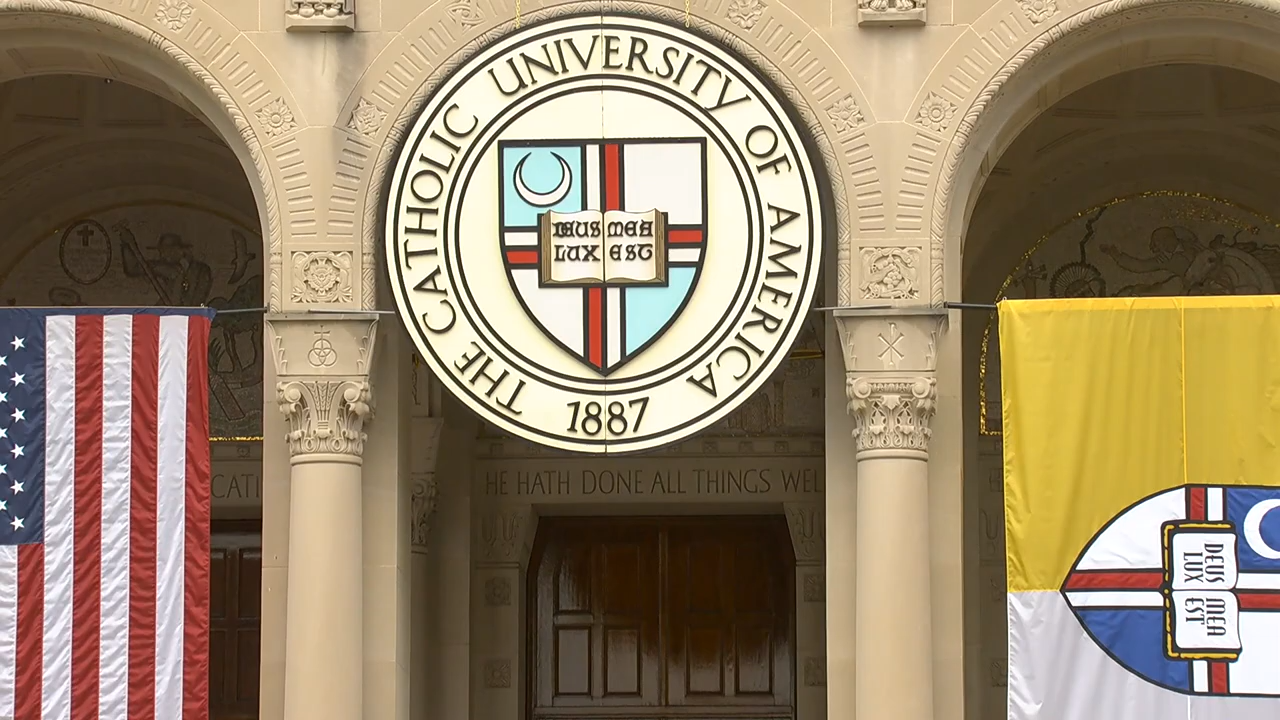 THE CATHOLIC UNIVERSITY OF AMERICA
1887
DEUS MEA
LUX EST
CATI
HE HATH DONE ALL THINGS WEL
DEUS MEA
LUX EST